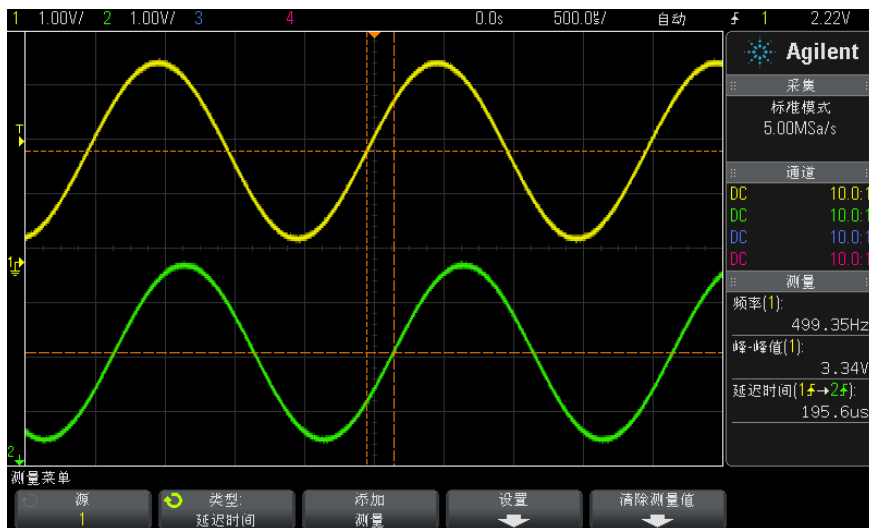 1 1.00V/ 2 1.00V/ 3 4 0.0s 500.0µ/ 自动 1 2.22V
Agilent
采集
标准模式
5.00MSa/s
通道
DC 10.0:1
DC 10.0:1
DC 10.0:1
DC 10.0:1
测量
频率(1):
499.35Hz
峰-峰值(1):
3.34V
延迟时间(1→2):
195.6us
T
1
2
测量菜单
源
1
类型:
延迟时间
添加
测量
设置
清除测量值